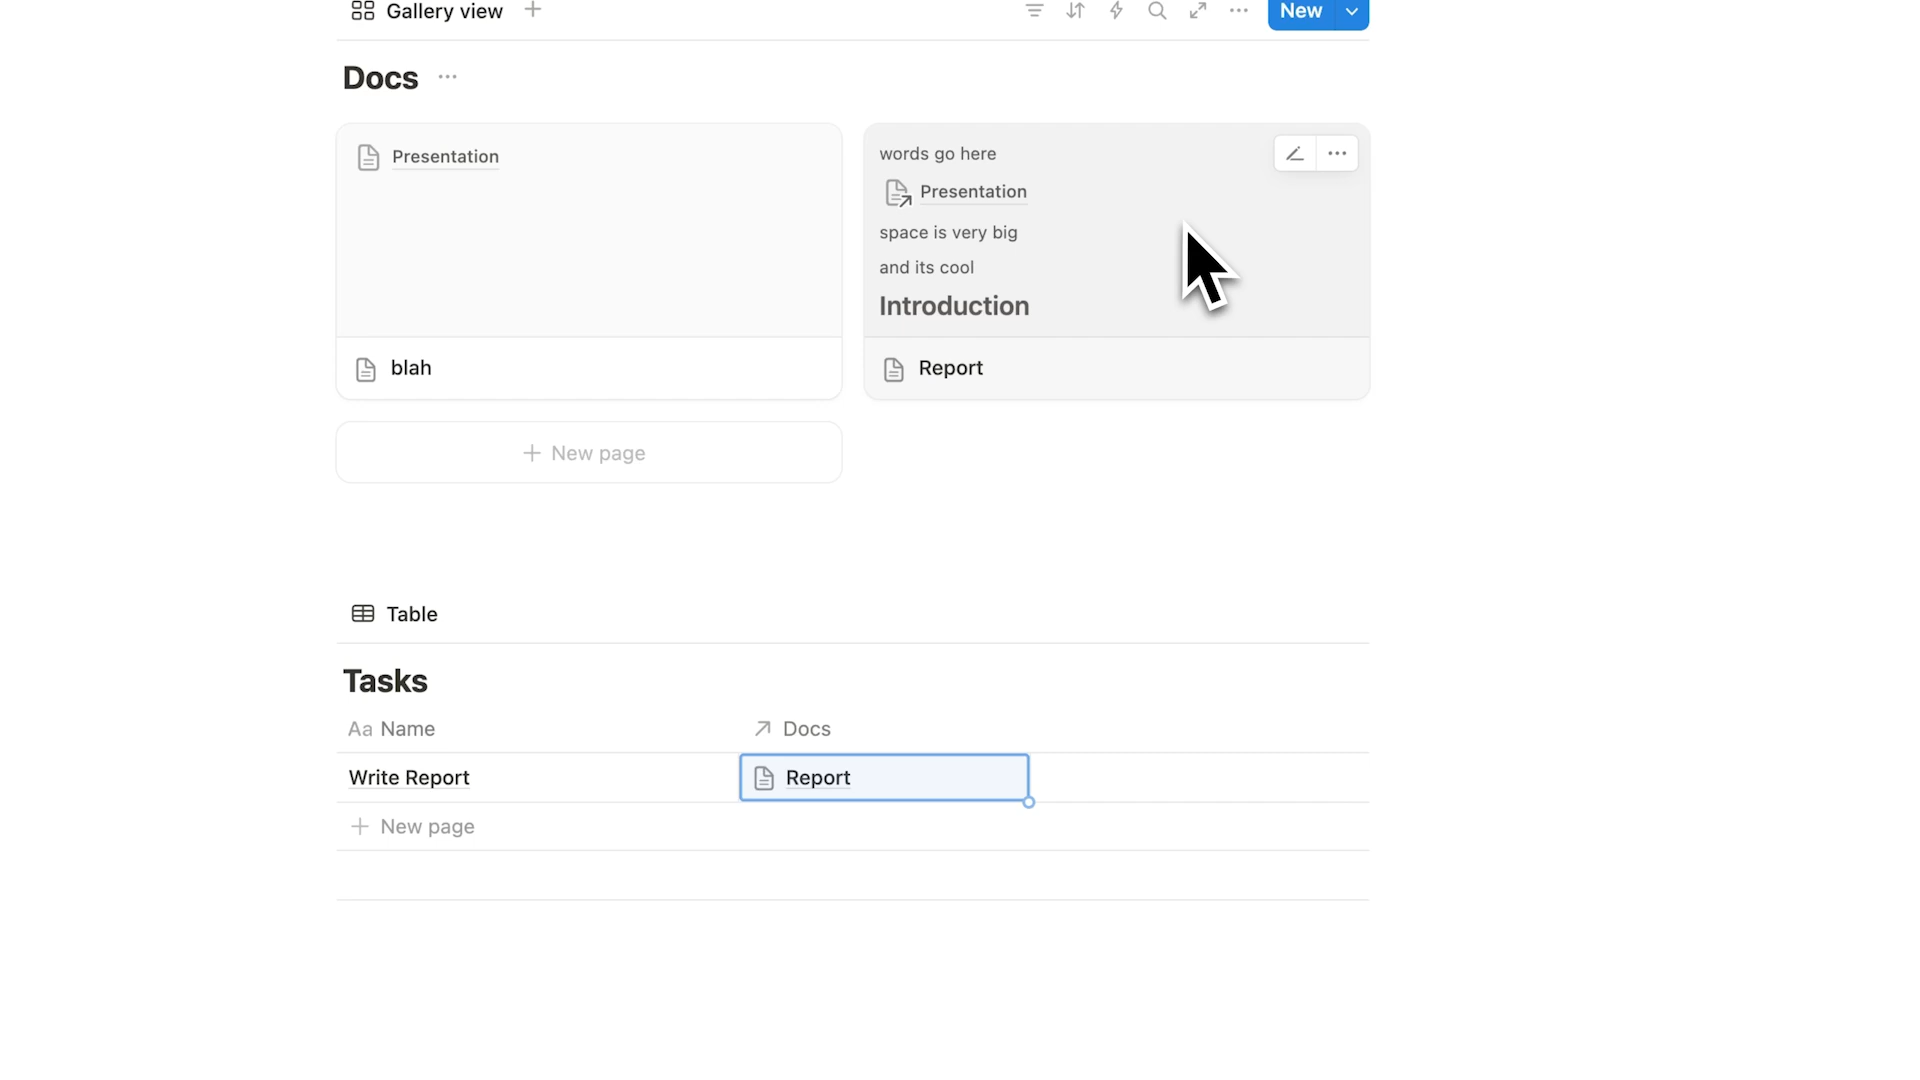 Gallery view
New
Docs
Presentation
blah
words go here
Presentation
space is very big
and its cool
Introduction
Report
New page
Table
Tasks
Aa Name
Docs
Write Report
Report
New page